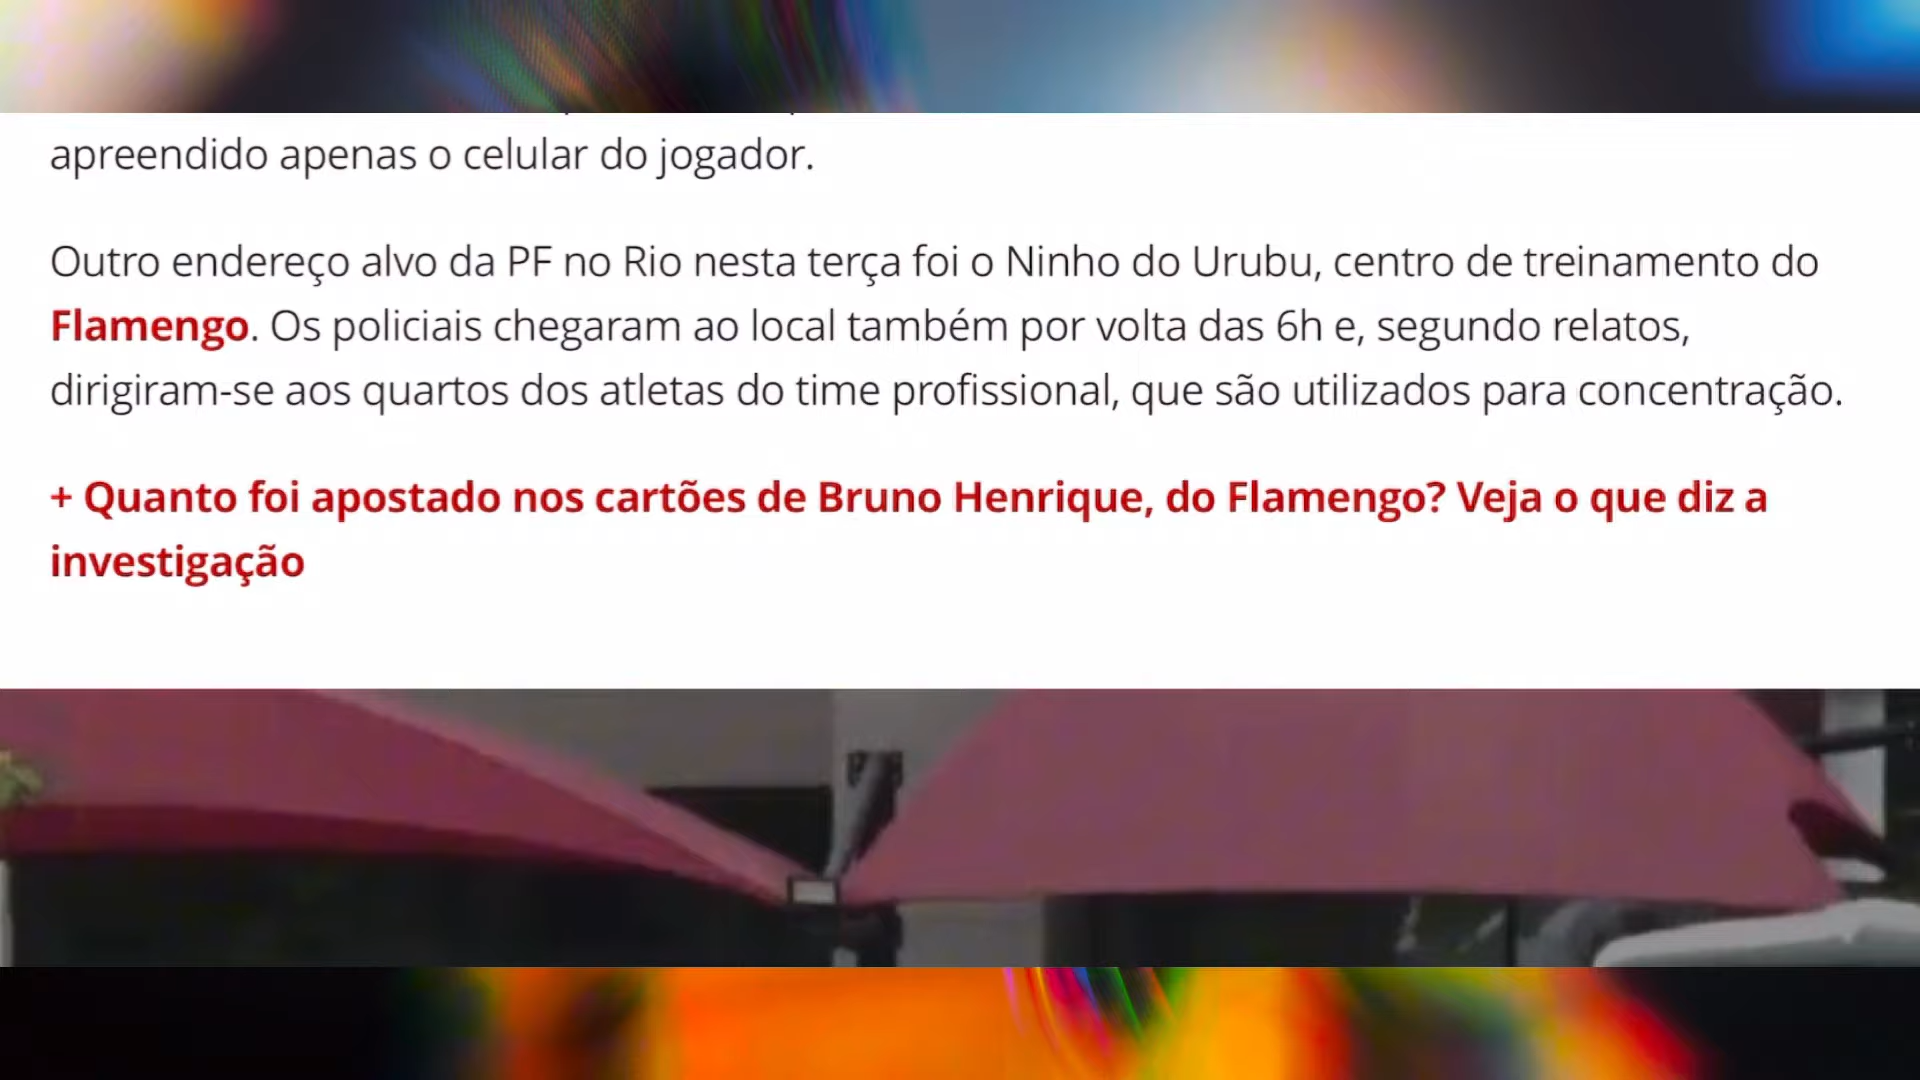 apreendido apenas o celular do jogador.
Outro endereço alvo da PF no Rio nesta terça foi o Ninho do Urubu, centro de treinamento do
Flamengo. Os policiais chegaram ao local também por volta das 6h e, segundo relatos,
dirigiram-se aos quartos dos atletas do time profissional, que são utilizados para concentração.
+ Quanto foi apostado nos cartões de Bruno Henrique, do Flamengo? Veja o que diz a
investigação